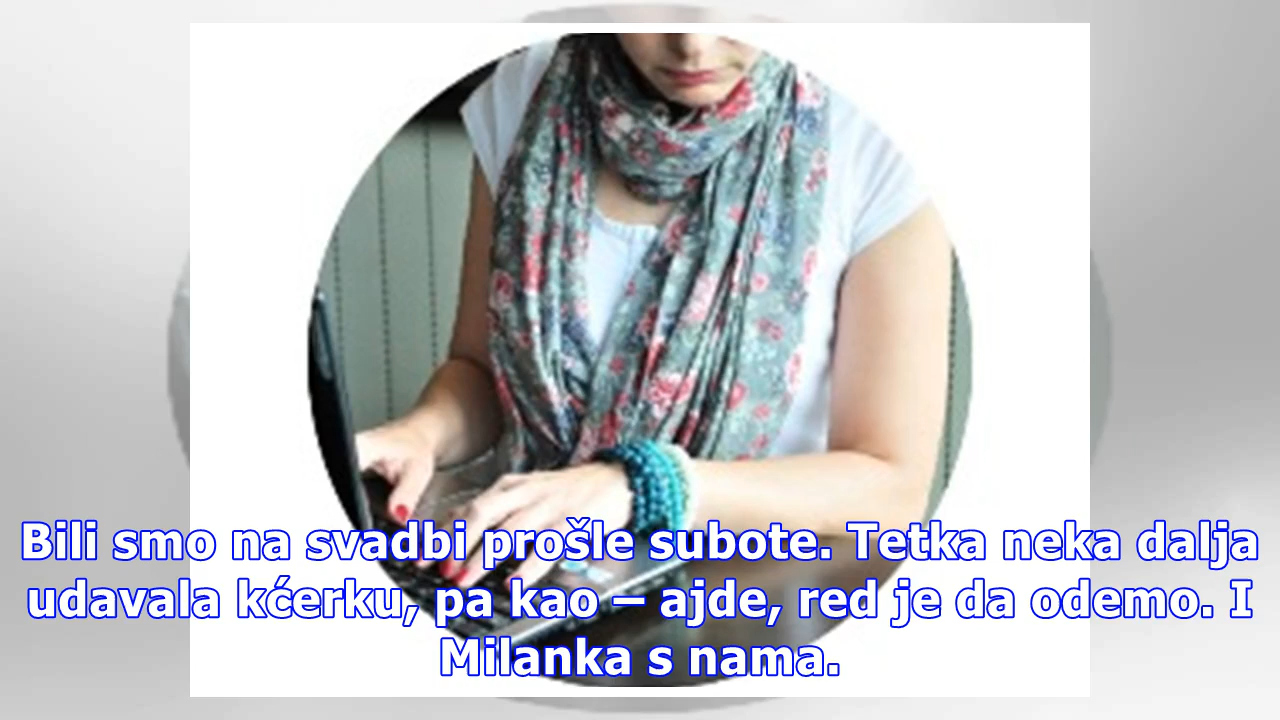 Bili smo na svadbi prošle subote. Tetka neka dalja
udavala kćerku, pa kao – ajde, red je da odemo. I
Milanka s nama.